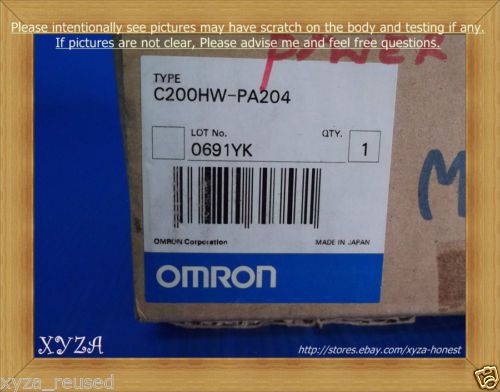 Please intentionally see pictures may have scratch on the body and testing if any.
If pictures are not clear, Please advise me and feel free questions.
POWER
TYPE
C200HW-PA204
LOT No.
QTY.
0691YK
1
M
OMRON Corporation
MADE IN JAPAN
OMRON
XYZA
http://stores.ebay.com/xyza-honest
xyza_reused